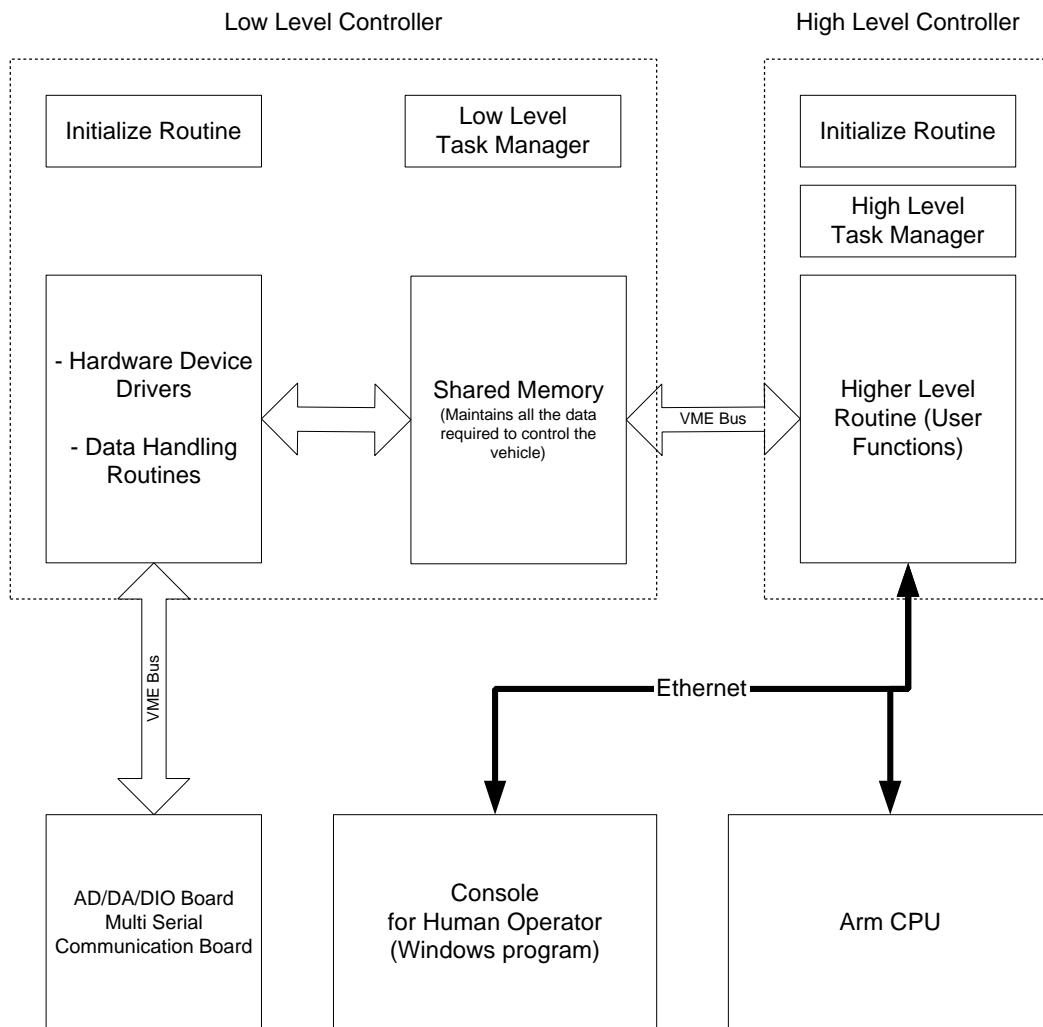 Low Level Controller
High Level Controller
Initialize Routine
Low Level
Task Manager
Initialize Routine
High Level
Task Manager
- Hardware Device
Drivers
- Data Handling
Routines
Shared Memory
(Maintains all the data
required to control the
vehicle)
VME Bus
Higher Level
Routine (User
Functions)
VME Bus
Ethernet
AD/DA/DIO Board
Multi Serial
Communication Board
Console
for Human Operator
(Windows program)
Arm CPU